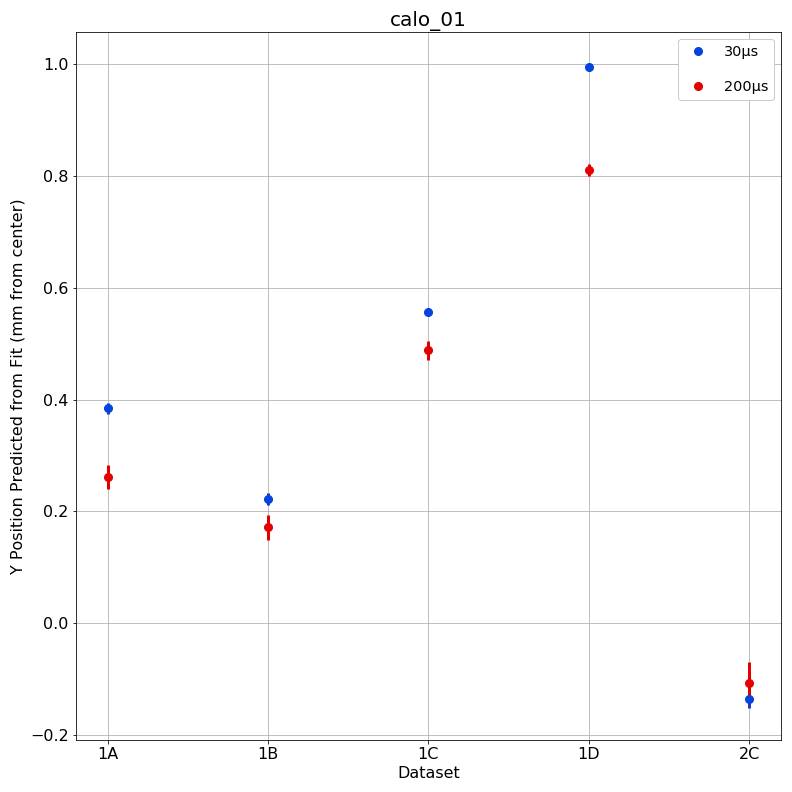 calo_01
30µs
200µs
1.0
0.8
0.6
0.4
0.2
0.0
−0.2
Y Position Predicted from Fit (mm from center)
1A 1B 1C 1D 2C
Dataset